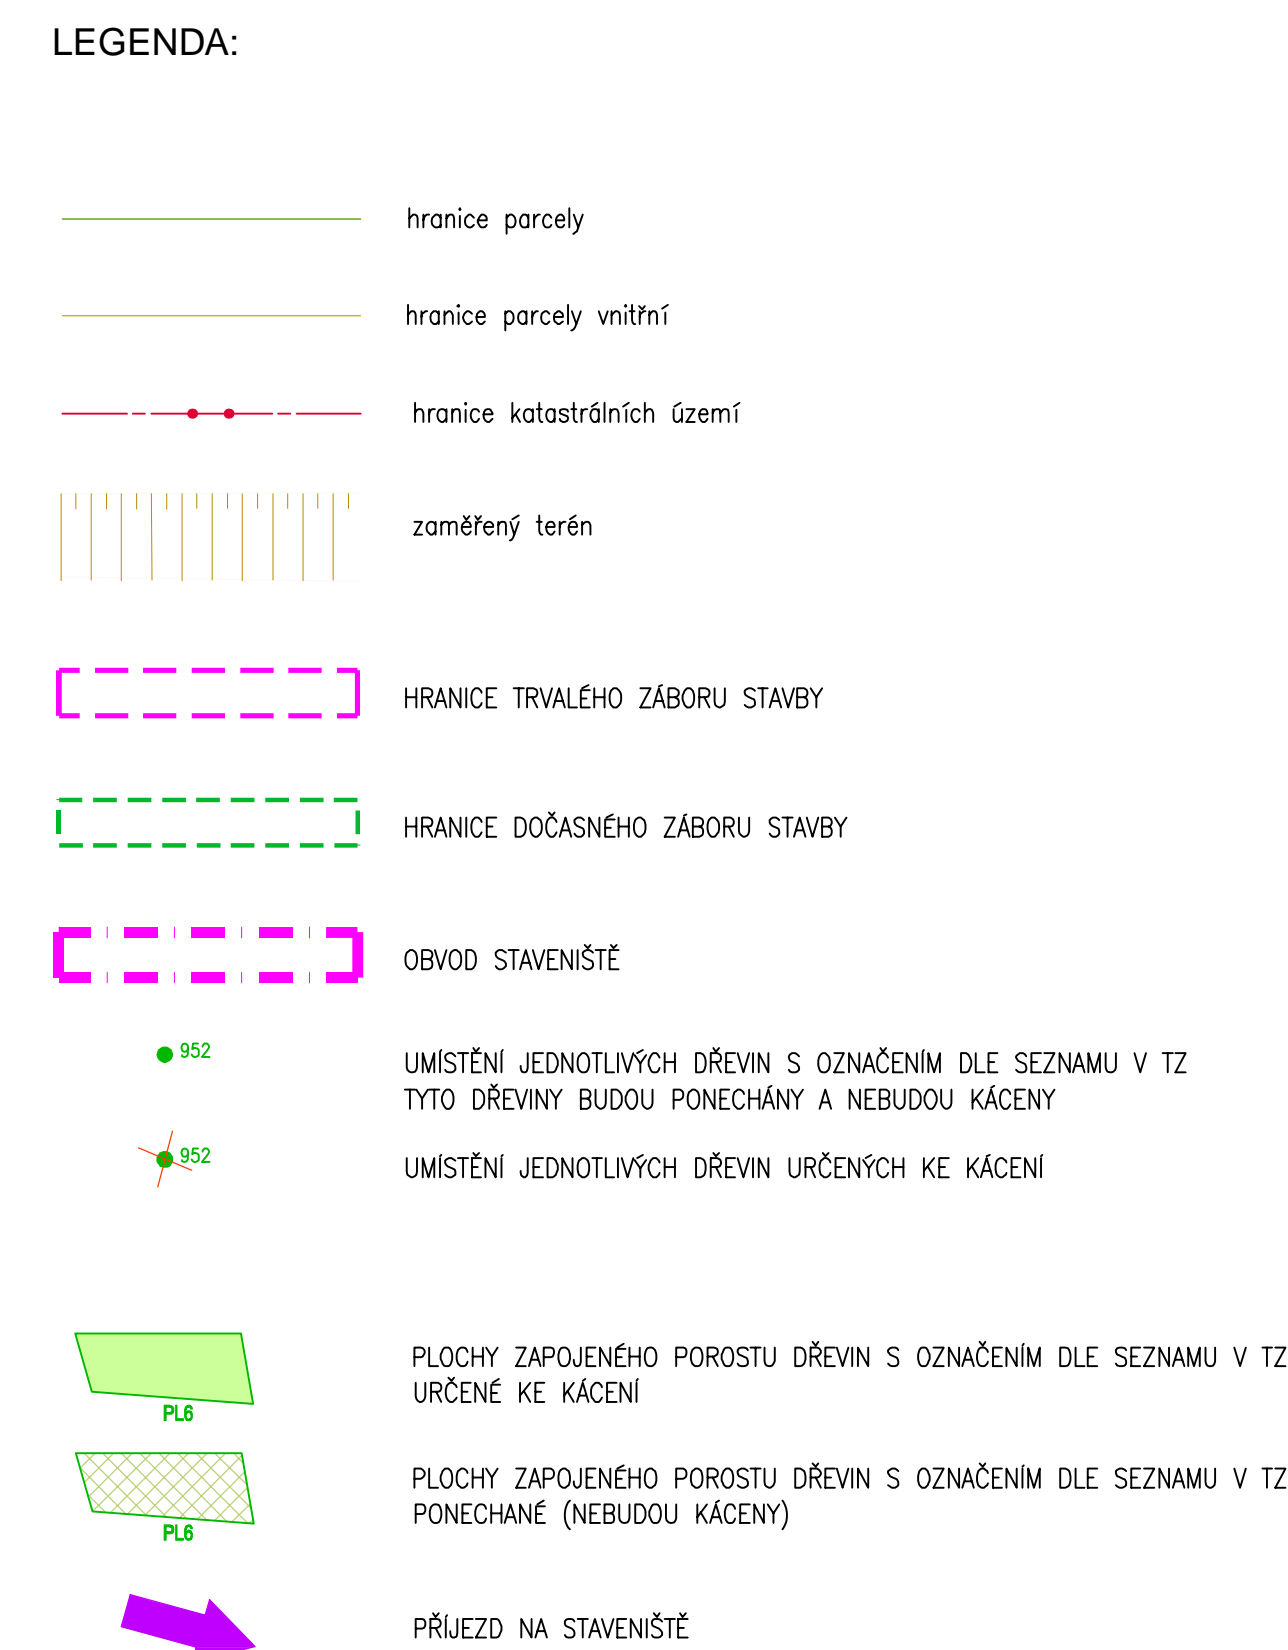 LEGENDA:
hranice parcely
hranice parcely vnitřní
hranice katastrálních území
zaměřený terén
HRANICE TRVALÉHO ZÁBORU STAVBY
HRANICE DOČASNÉHO ZÁBORU STAVBY
OBVOD STAVENIŠTĚ
952
UMÍSTĚNÍ JEDNOTLIVÝCH DŘEVIN S OZNAČENÍM DLE SEZNAMU V TZ
TYTO DŘEVINY BUDOU PONECHÁNY A NEBUDOU KÁCENY
952
UMÍSTĚNÍ JEDNOTLIVÝCH DŘEVIN URČENÝCH KE KÁCENÍ
PLOCHY ZAPOJENÉHO POROSTU DŘEVIN S OZNAČENÍM DLE SEZNAMU V TZ
URČENÉ KE KÁCENÍ
PL6
PLOCHY ZAPOJENÉHO POROSTU DŘEVIN S OZNAČENÍM DLE SEZNAMU V TZ
PONECHANÉ (NEBUDOU KÁCENY)
PL6
PŘÍJEZD NA STAVENIŠTĚ